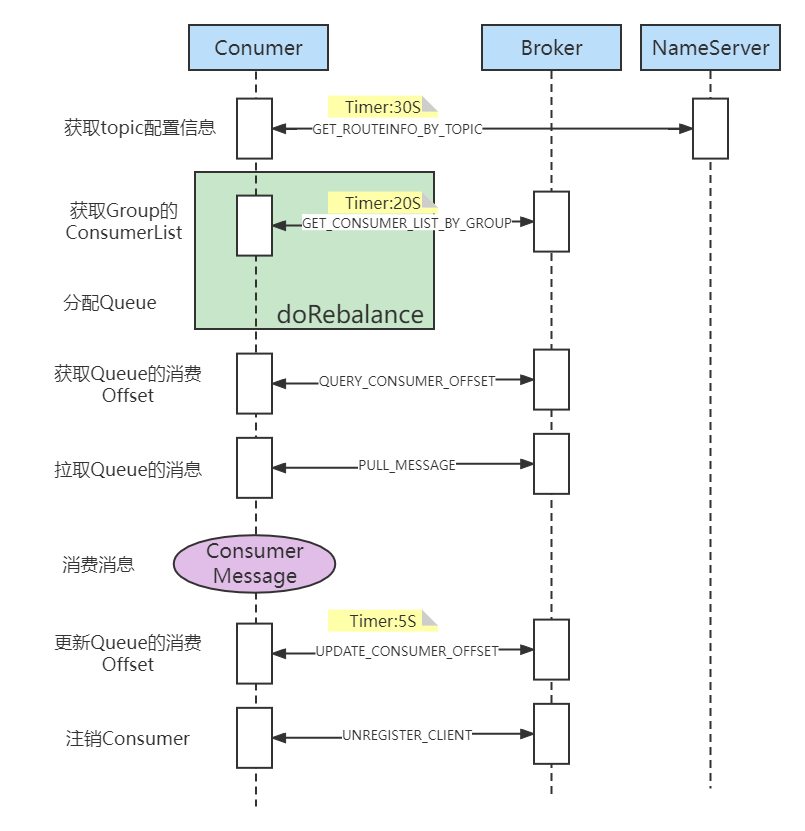 Conumer
Broker
NameServer
Timer:30S
获取topic配置信息
GET_ROUTEINFO_BY_TOPIC
获取Group的
ConsumerList
Timer:20S
GET_CONSUMER_LIST_BY_GROUP
分配Queue
doRebalance
获取Queue的消费
Offset
QUERY_CONSUMER_OFFSET
拉取Queue的消息
PULL_MESSAGE
消费消息
Consumer
Message
Timer:5S
更新Queue的消费
Offset
UPDATE_CONSUMER_OFFSET
注销Consumer
UNREGISTER_CLIENT